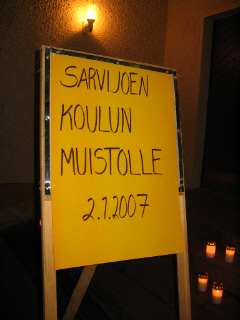 SARVIJOEN
KOULUN
MUISTOLLE
2.1.2007